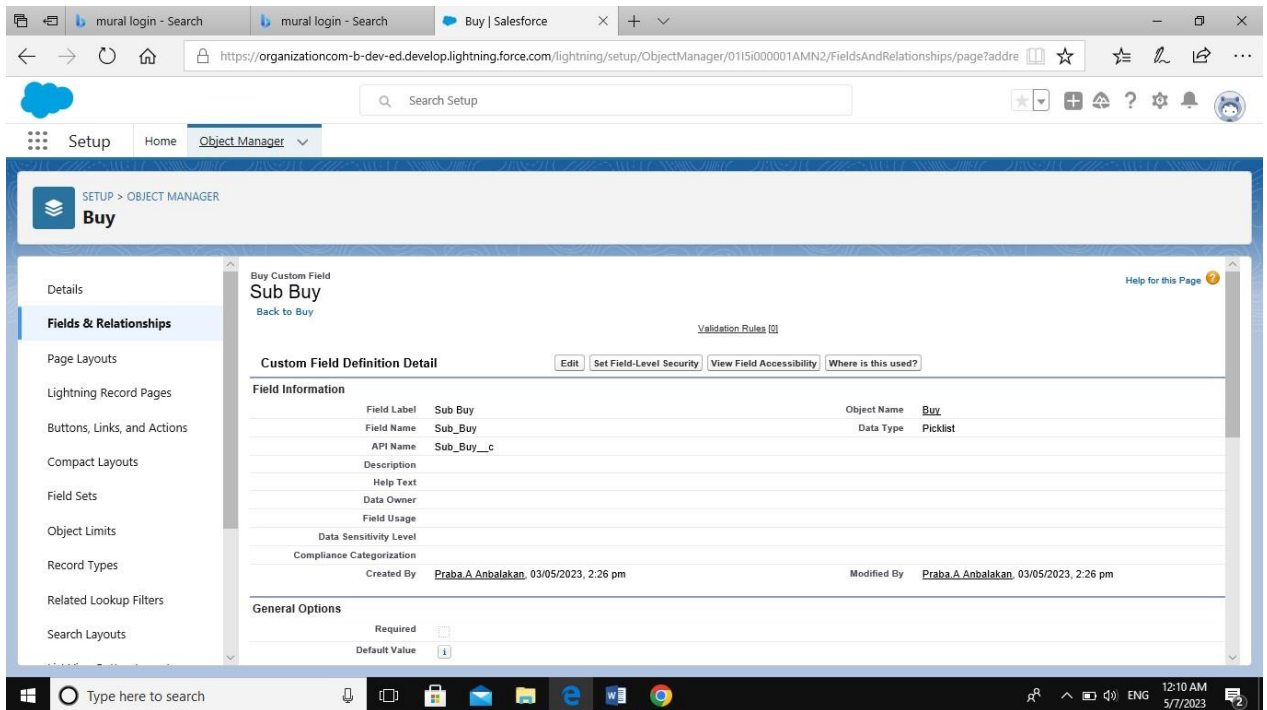 mural login - Search
mural login - Search
Buy | Salesforce
https://organizationcom-b-dev-ed.develop.lightning.force.com/lightning/setup/ObjectManager/01I5i000001AMN2/FieldsAndRelationships/page?addre
Search Setup
Setup Home Object Manager
SETUP > OBJECT MANAGER
Buy
Details
Fields & Relationships
Page Layouts
Lightning Record Pages
Buttons, Links, and Actions
Compact Layouts
Field Sets
Object Limits
Record Types
Related Lookup Filters
Search Layouts
Buy Custom Field
Sub Buy
Back to Buy
Help for this Page
Validation Rules [0]
Custom Field Definition Detail Edit Set Field-Level Security View Field Accessibility Where is this used?
Field Information
Field Label Sub Buy Object Name Buy
Field Name Sub_Buy Data Type Picklist
API Name Sub_Buy__c
Description
Help Text
Data Owner
Field Usage
Data Sensitivity Level
Compliance Categorization
Created By Praba.A Anbalakan, 03/05/2023, 2:26 pm Modified By Praba.A Anbalakan, 03/05/2023, 2:26 pm
General Options
Required
Default Value
Type here to search
ENG
12:10 AM
5/7/2023